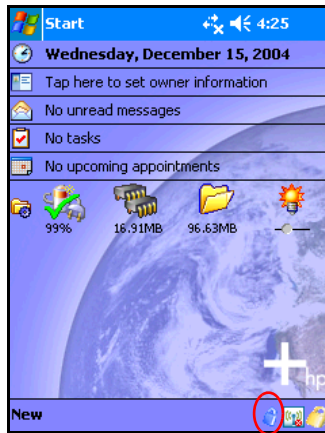 Start 4:25
Wednesday, December 15, 2004
Tap here to set owner information
No unread messages
No tasks
No upcoming appointments
99% 16.91MB 96.63MB
hp
New